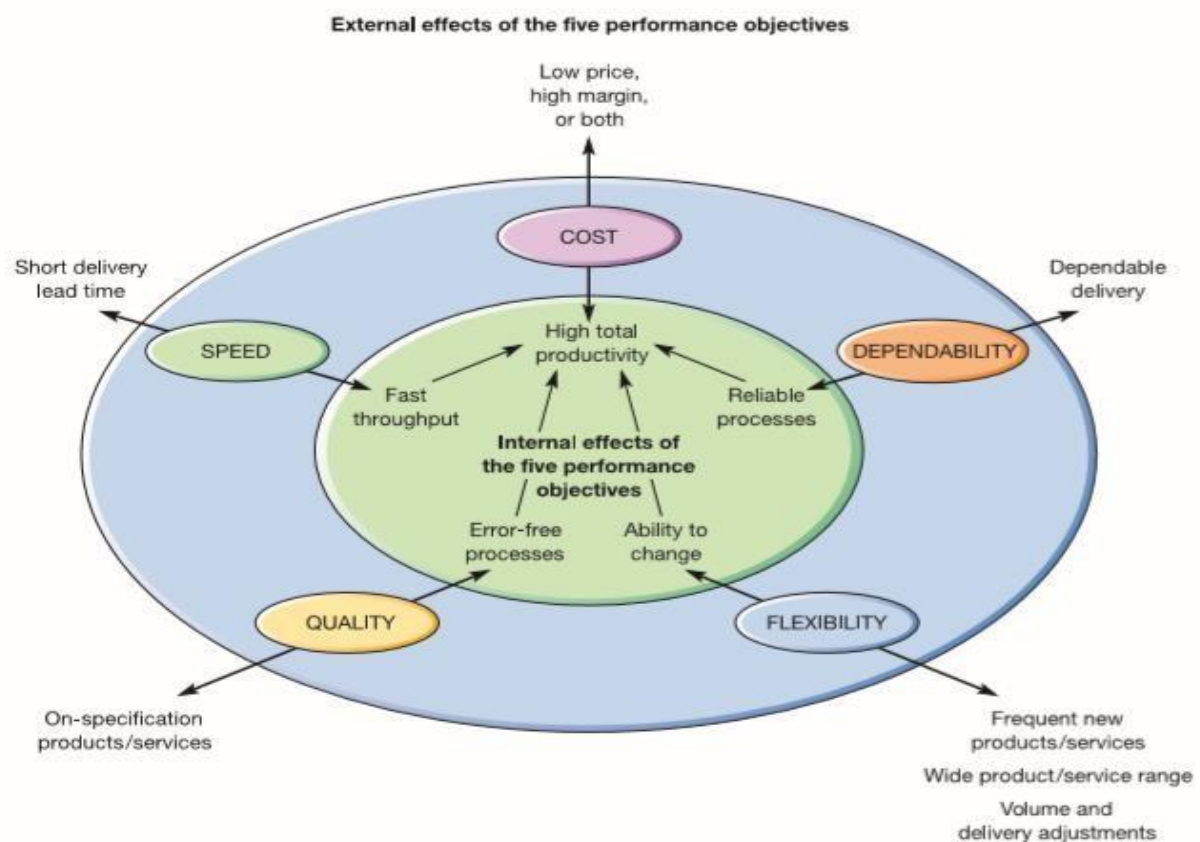 External effects of the five performance objectives
Low price,
high margin,
or both
COST
Short delivery
lead time
Dependable
delivery
SPEED
DEPENDABILITY
High total
productivity
Fast
throughput
Reliable
processes
Internal effects of
the five performance
objectives
Error-free
processes
Ability to
change
QUALITY
FLEXIBILITY
On-specification
products/services
Frequent new
products/services
Wide product/service range
Volume and
delivery adjustments